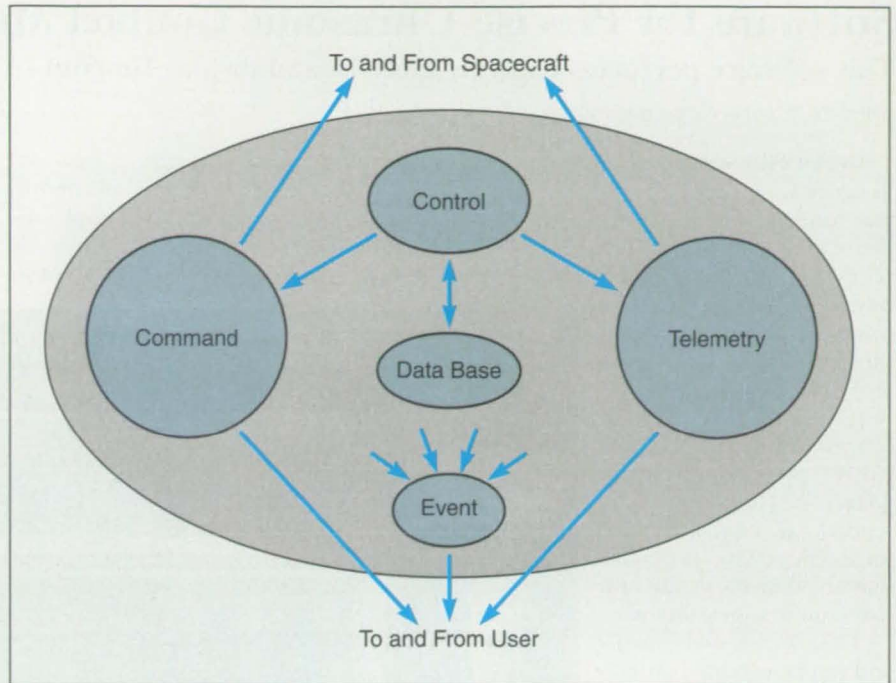 To and From Spacecraft
Control
Command
Telemetry
Data Base
Event
To and From User